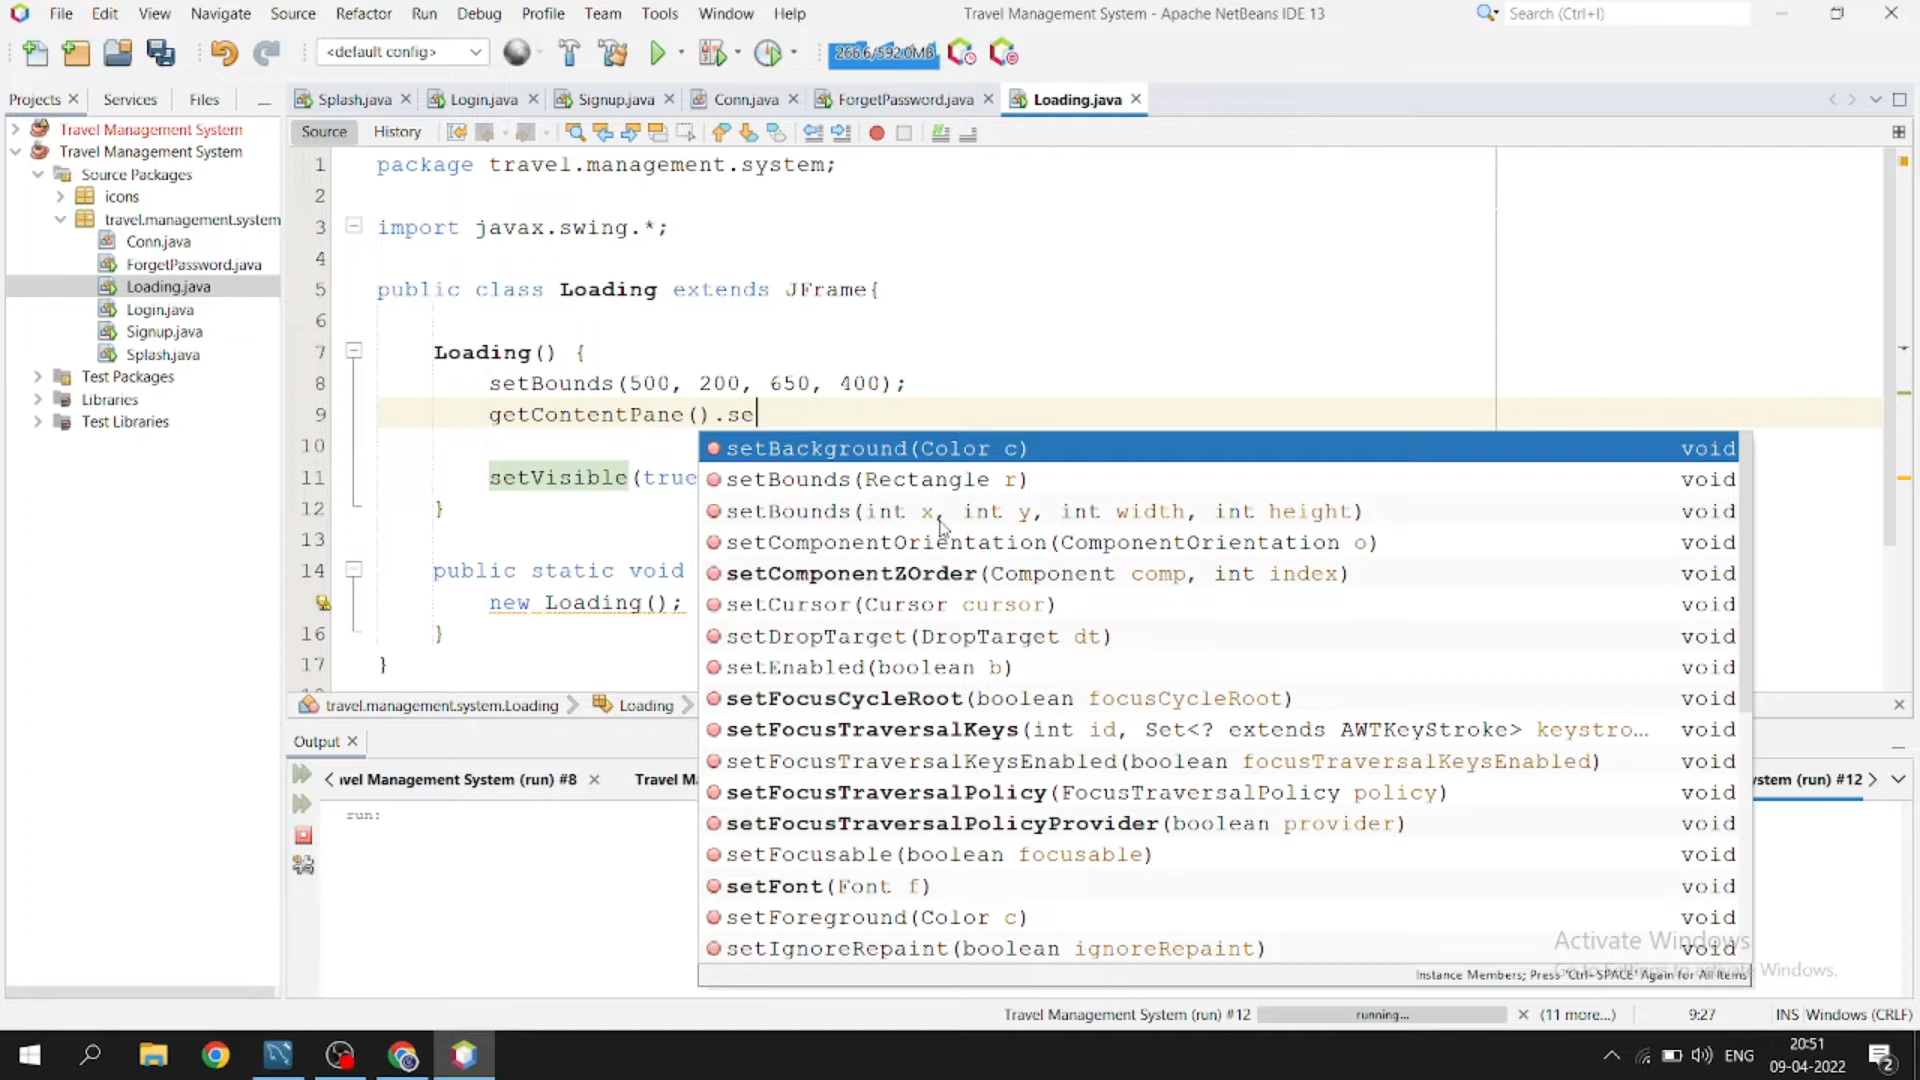 File Edit View Navigate Source Refactor Run Debug Profile Team Tools Window Help
Travel Management System - Apache NetBeans IDE 13
Search (Ctrl+I)
<default config>
266.6/592.0MB
Projects Services Files
Splash.java Login.java Signup.java Conn.java ForgetPassword.java Loading.java
Source History
Travel Management System
Travel Management System
Source Packages
icons
travel.management.system
Conn.java
ForgetPassword.java
Loading.java
Login.java
Signup.java
Splash.java
Test Packages
Libraries
Test Libraries
1 package travel.management.system;
2
3 import javax.swing.*;
4
5 public class Loading extends JFrame{
6
7 Loading() {
8 setBounds(500, 200, 650, 400);
9 getContentPane().se
10
11 setVisible(true
12 }
13
14 public static void
new Loading();
16 }
17 }
setBackground(Color c) void
setBounds(Rectangle r) void
setBounds(int x, int y, int width, int height) void
setComponentOrientation(ComponentOrientation o) void
setComponentZOrder(Component comp, int index) void
setCursor(Cursor cursor) void
setDropTarget(DropTarget dt) void
setEnabled(boolean b) void
setFocusCycleRoot(boolean focusCycleRoot) void
setFocusTraversalKeys(int id, Set<? extends AWTKeyStroke> keystro... void
setFocusTraversalKeysEnabled(boolean focusTraversalKeysEnabled) void
setFocusTraversalPolicy(FocusTraversalPolicy policy) void
setFocusTraversalPolicyProvider(boolean provider) void
setFocusable(boolean focusable) void
setFont(Font f) void
setForeground(Color c) void
setIgnoreRepaint(boolean ignoreRepaint) void
Instance Members; Press 'Ctrl+SPACE' Again for All Items
travel.management.system.Loading Loading
Output
vel Management System (run) #8 Travel M
stem (run) #12
run:
Activate Windows
Go to Settings to activate Windows.
Travel Management System (run) #12 running... (11 more...) 9:27 INS Windows (CRLF)
ENG
20:51
09-04-2022
2